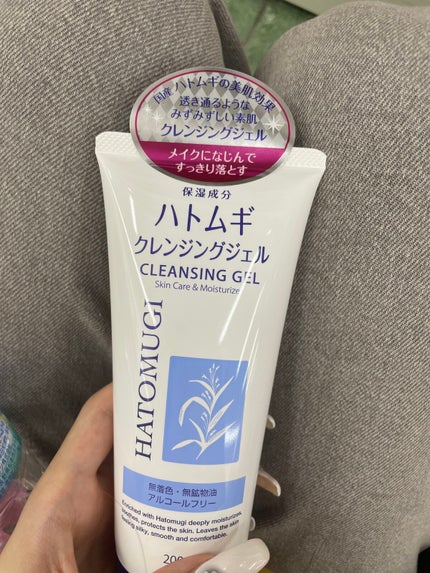 国産ハトムギの美肌効果
透き通るような
みずみずしい素肌
クレンジングジェル
メイクになじんで
すっきり落とす
保湿成分
ハトムギ
クレンジングジェル
CLEANSING GEL
Skin Care & Moisturize
HATOMUGI
無着色・無鉱物油
アルコールフリー
Enriched with Hatomugi deeply moisturizes,
soothes, protects the skin. Leaves the skin
feeling silky, smooth and comfortable.